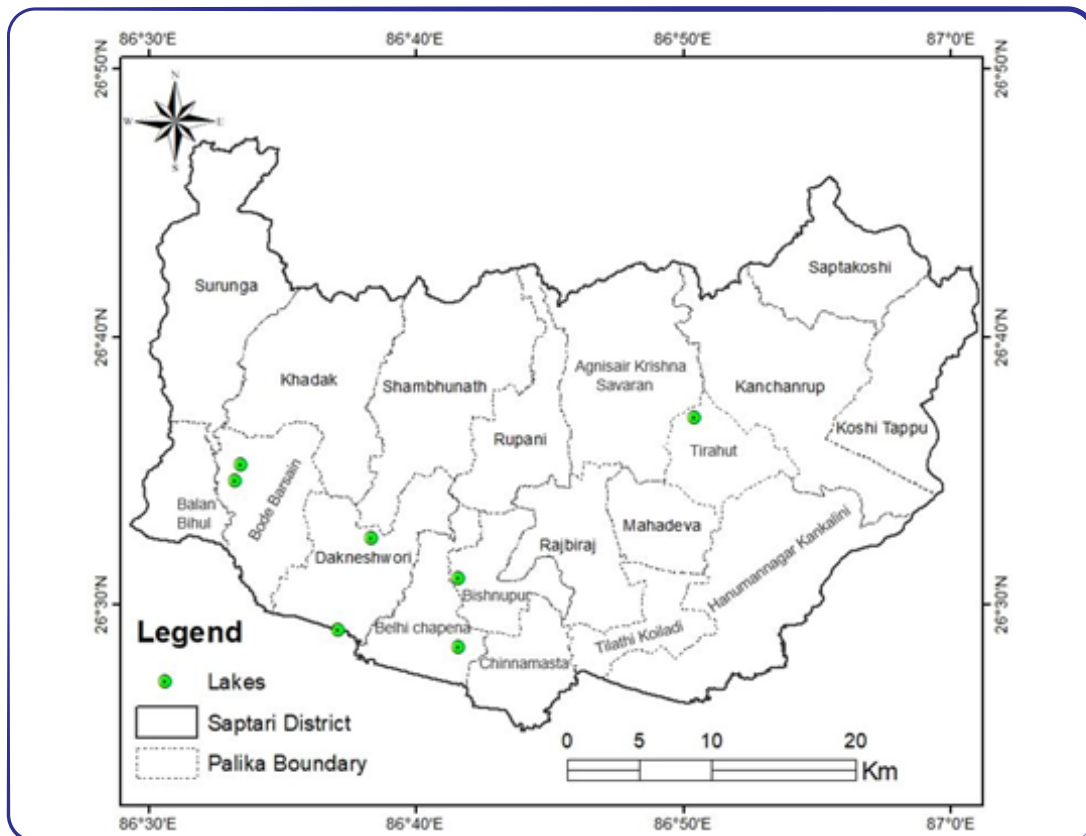 86°30'E
86°40'E
86°50'E
87°0'E
26°50'N
26°50'N
N
W
E
S
Saptakoshi
Surunga
26°40'N
26°40'N
Agnisair Krishna
Savaran
Khadak
Shambhunath
Kanchanrup
Koshi Tappu
Rupani
Tirahut
Balan
Bihul
Bode Barsain
Mahadeva
Rajbiraj
Dakneshwori
Hanumannagar Kankalini
26°30'N
26°30'N
Bishnupur
Belhi chapena
Tilathi Koiladi
Chinnamasta
Legend
Lakes
Saptari District
Palika Boundary
0 5 10 20
Km
86°30'E
86°40'E
86°50'E
87°0'E